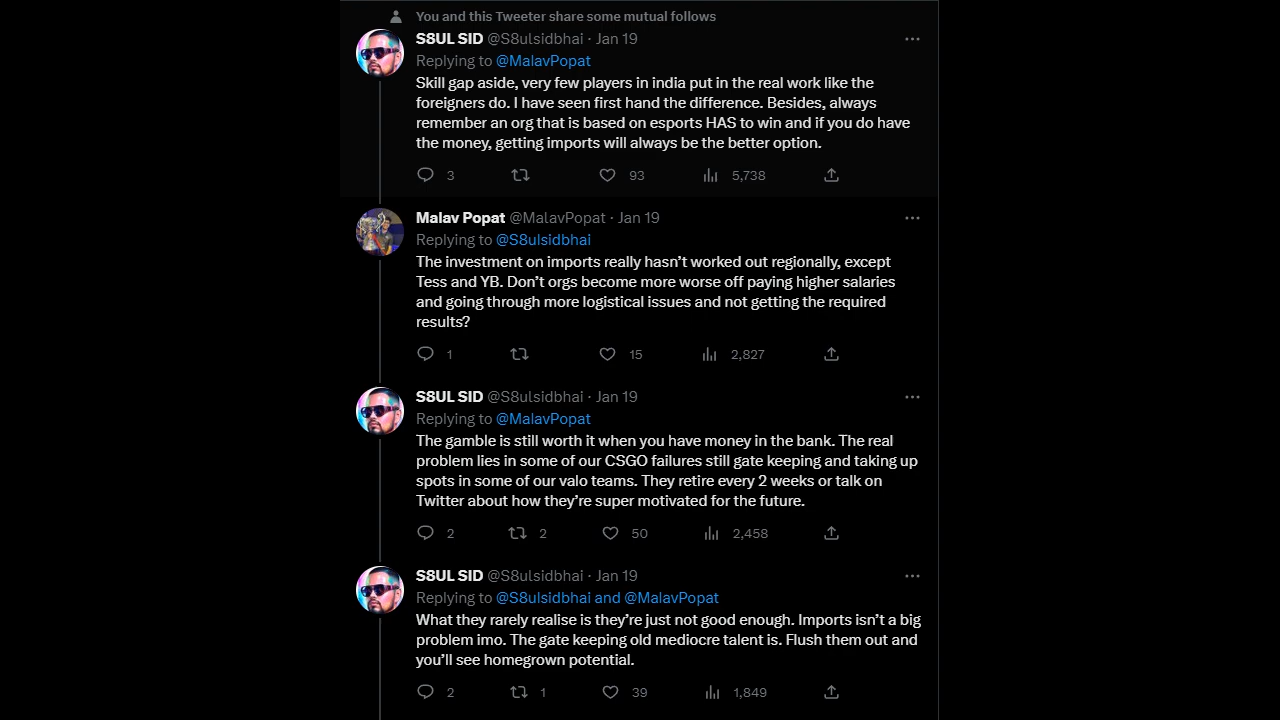 You and this Tweeter share some mutual follows
S8UL SID @S8ulsidbhai · Jan 19
Replying to @MalavPopat
Skill gap aside, very few players in india put in the real work like the
foreigners do. I have seen first hand the difference. Besides, always
remember an org that is based on esports HAS to win and if you do have
the money, getting imports will always be the better option.
3 93 5,738
Malav Popat @MalavPopat · Jan 19
Replying to @S8ulsidbhai
The investment on imports really hasn't worked out regionally, except
Tess and YB. Don't orgs become more worse off paying higher salaries
and going through more logistical issues and not getting the required
results?
1 15 2,827
S8UL SID @S8ulsidbhai · Jan 19
Replying to @MalavPopat
The gamble is still worth it when you have money in the bank. The real
problem lies in some of our CSGO failures still gate keeping and taking up
spots in some of our valo teams. They retire every 2 weeks or talk on
Twitter about how they're super motivated for the future.
2 2 50 2,458
S8UL SID @S8ulsidbhai · Jan 19
Replying to @S8ulsidbhai and @MalavPopat
What they rarely realise is they're just not good enough. Imports isn't a big
problem imo. The gate keeping old mediocre talent is. Flush them out and
you'll see homegrown potential.
2 1 39 1,849